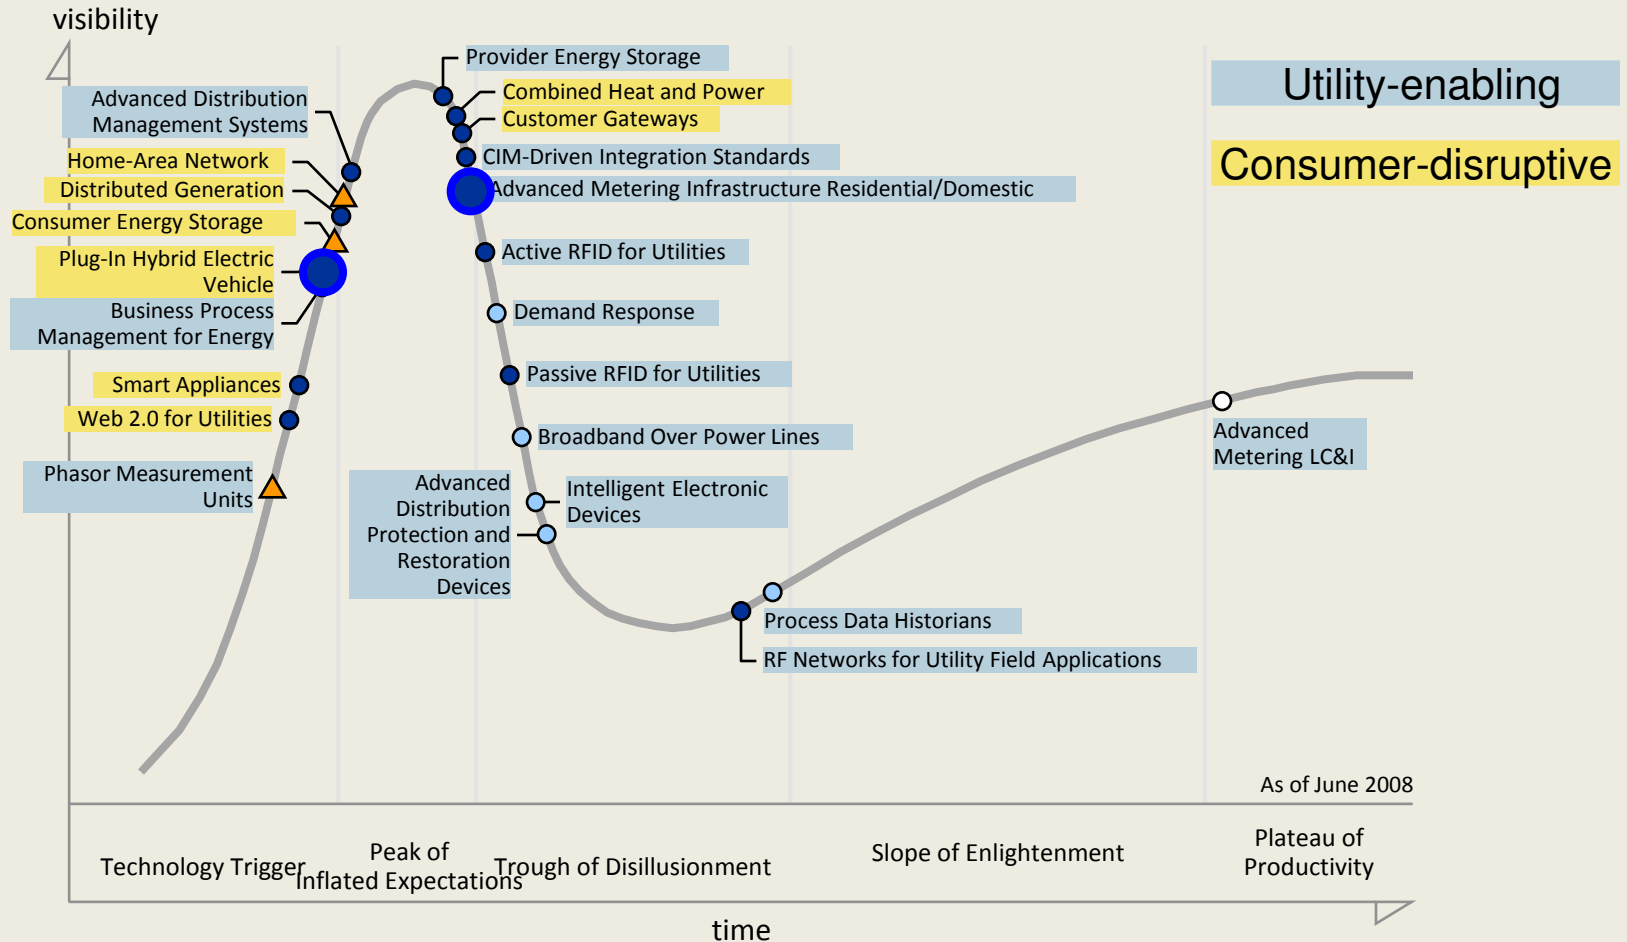 visibility
Provider Energy Storage
Combined Heat and Power
Customer Gateways
CIM-Driven Integration Standards
Advanced Metering Infrastructure Residential/Domestic
Active RFID for Utilities
Demand Response
Passive RFID for Utilities
Broadband Over Power Lines
Intelligent Electronic
Devices
Advanced
Distribution
Protection and
Restoration
Devices
Advanced Distribution
Management Systems
Home-Area Network
Distributed Generation
Consumer Energy Storage
Plug-In Hybrid Electric
Vehicle
Business Process
Management for Energy
Smart Appliances
Web 2.0 for Utilities
Phasor Measurement
Units
Process Data Historians
RF Networks for Utility Field Applications
Advanced
Metering LC&I
Utility-enabling
Consumer-disruptive
As of June 2008
Technology Trigger
Peak of
Inflated Expectations
Trough of Disillusionment
Slope of Enlightenment
Plateau of
Productivity
time